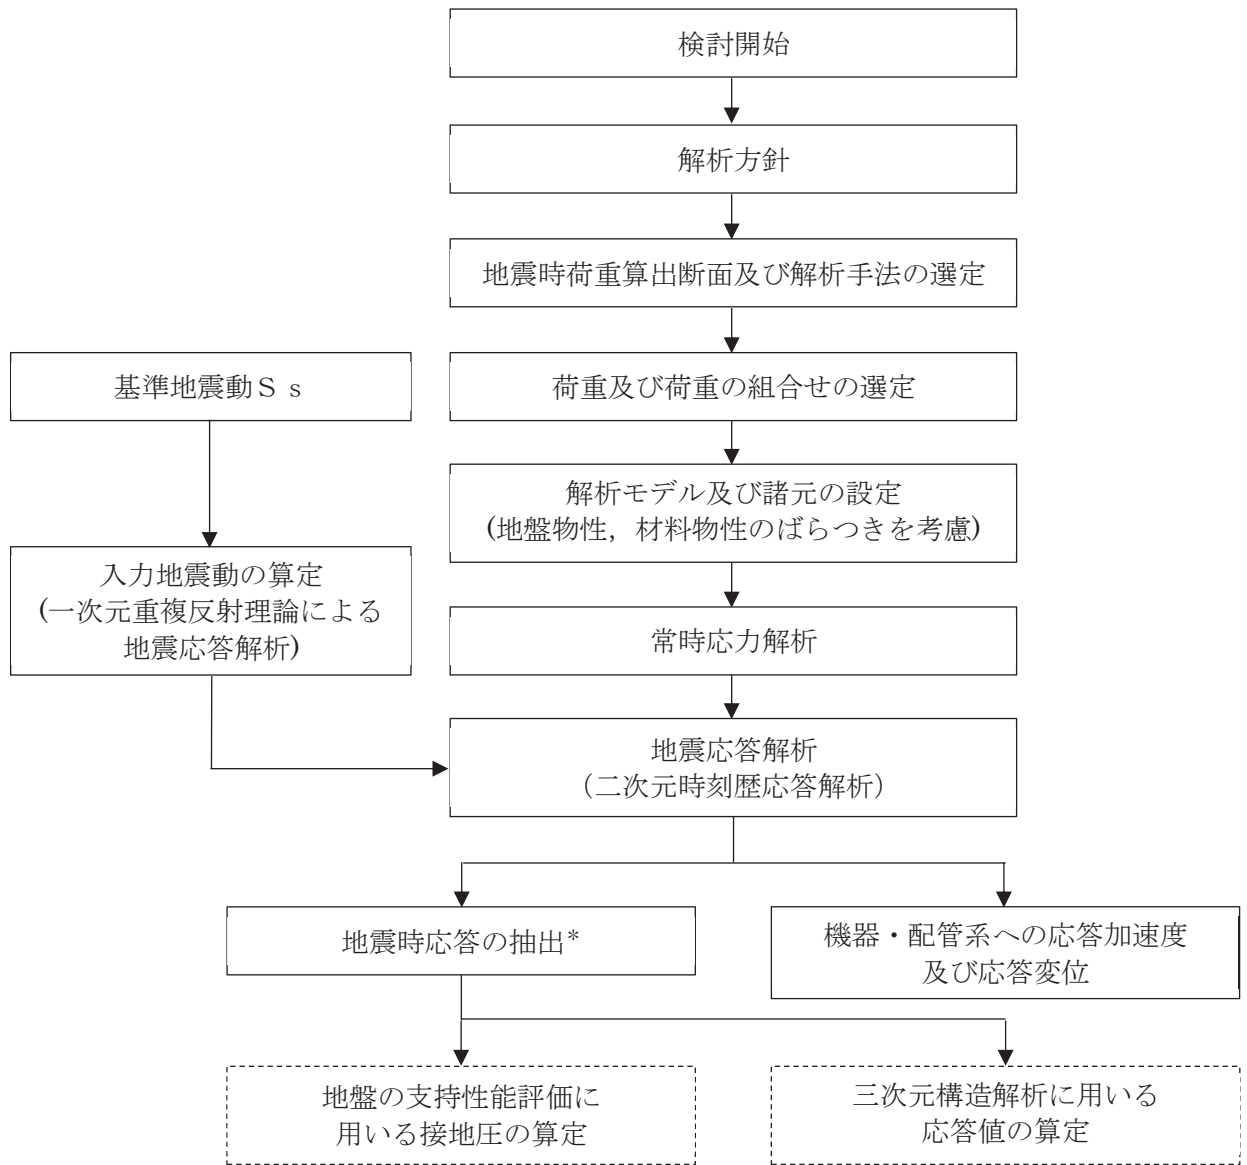 検討開始
解析方針
地震時荷重算出断面及び解析手法の選定
基準地震動Ｓｓ
荷重及び荷重の組合せの選定
解析モデル及び諸元の設定
(地盤物性，材料物性のばらつきを考慮)
入力地震動の算定
(一次元重複反射理論による
地震応答解析)
常時応力解析
地震応答解析
（二次元時刻歴応答解析）
地震時応答の抽出*
機器・配管系への応答加速度
及び応答変位
地盤の支持性能評価に
用いる接地圧の算定
三次元構造解析に用いる
応答値の算定